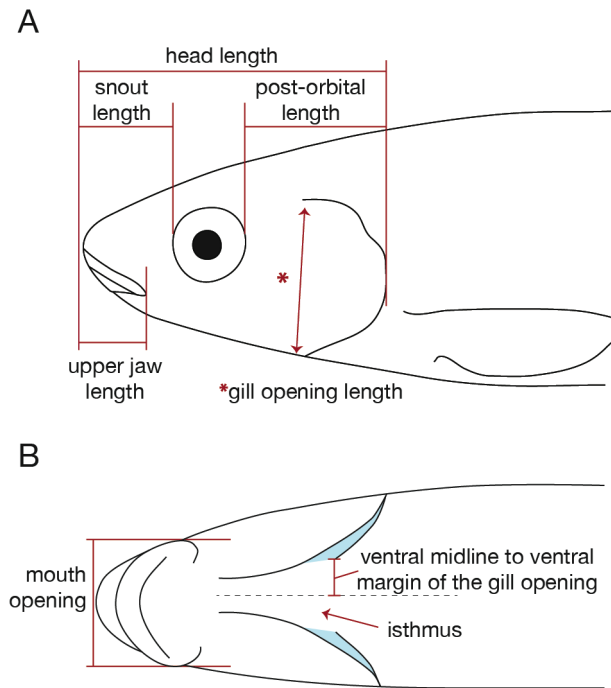 A
head length
snout
length
post-orbital
length
*
upper jaw
length
*gill opening length
B
mouth
opening
ventral midline to ventral
margin of the gill opening
isthmus